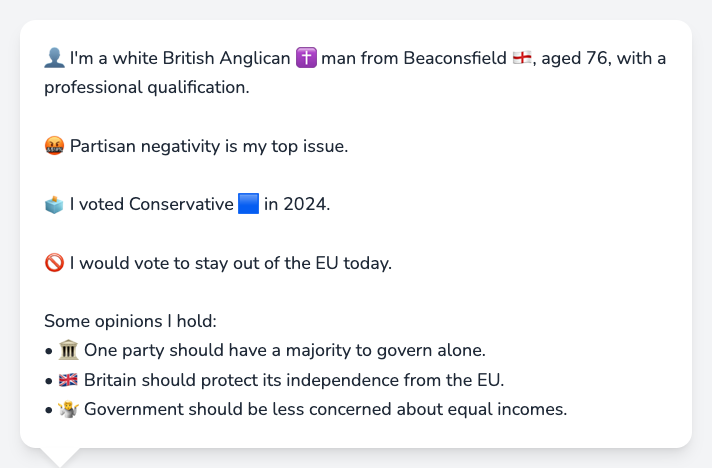 👤 I'm a white British Anglican ✝️ man from Beaconsfield 🏴󠁧󠁢󠁥󠁮󠁧󠁿, aged 76, with a
professional qualification.
🤬 Partisan negativity is my top issue.
🗳️ I voted Conservative 🟦 in 2024.
🚫 I would vote to stay out of the EU today.
Some opinions I hold:
• 🏛️ One party should have a majority to govern alone.
• 🇬🇧 Britain should protect its independence from the EU.
• 🤷 Government should be less concerned about equal incomes.